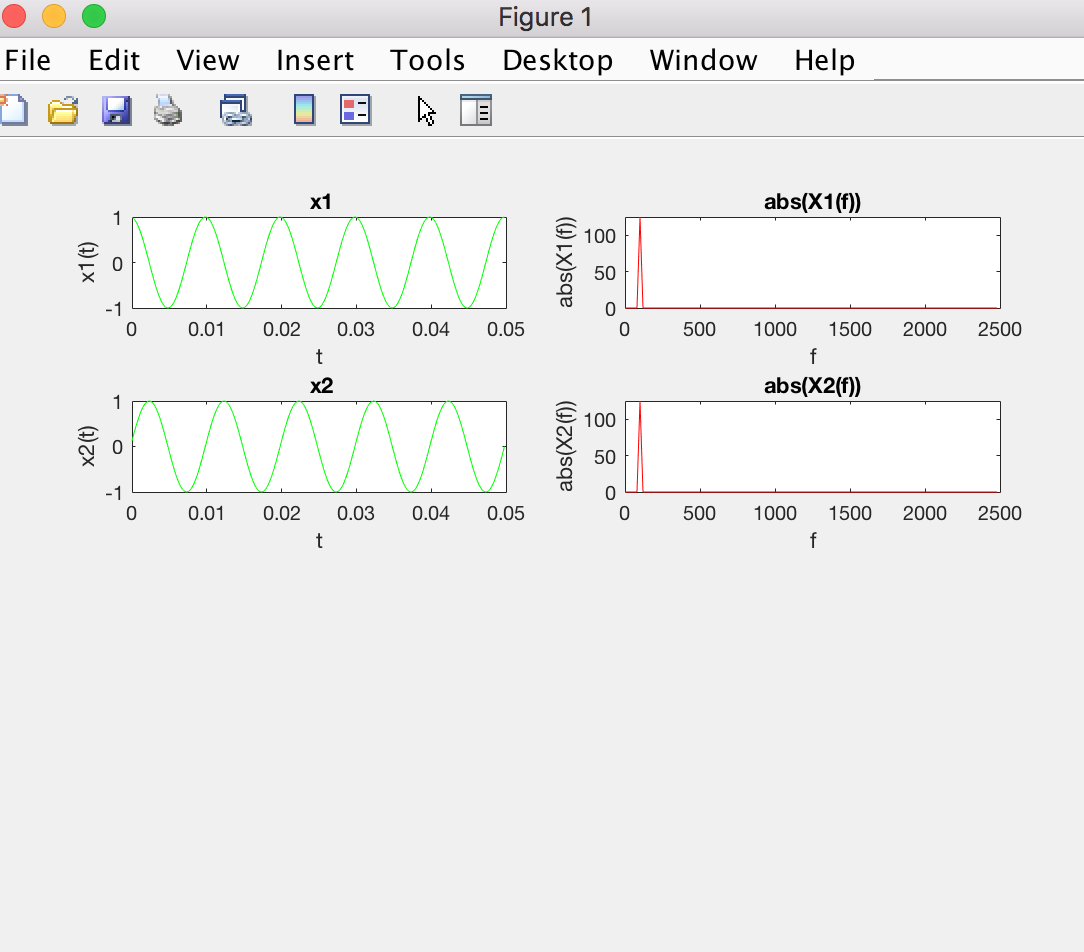 Figure 1
File Edit View Insert Tools Desktop Window Help
x1
x1(t)
1
0
-1
0 0.01 0.02 0.03 0.04 0.05
t
abs(X1(f))
abs(X1(f))
100
50
0
0 500 1000 1500 2000 2500
f
x2
x2(t)
1
0
-1
0 0.01 0.02 0.03 0.04 0.05
t
abs(X2(f))
abs(X2(f))
100
50
0
0 500 1000 1500 2000 2500
f